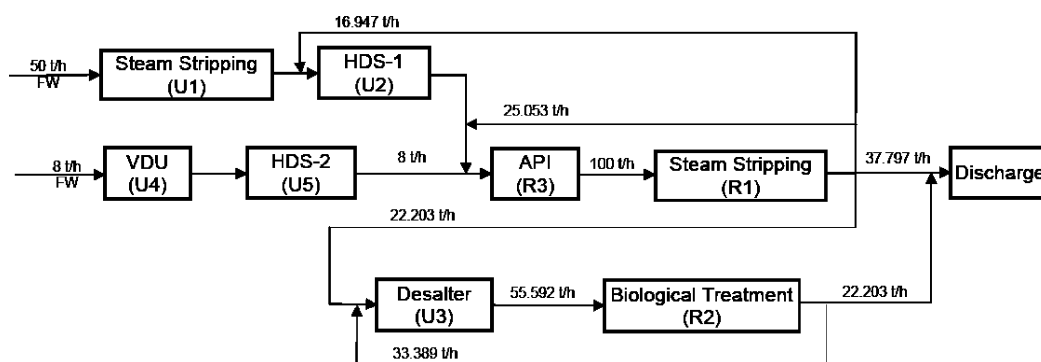 16.947 t/h
50 t/h
FW
Steam Stripping
(U1)
HDS-1
(U2)
25.053 t/h
8 t/h
FW
VDU
(U4)
HDS-2
(U5)
8 t/h
API
(R3)
100 t/h
Steam Stripping
(R1)
37.797 t/h
Discharge
22.203 t/h
Desalter
(U3)
55.592 t/h
Biological Treatment
(R2)
22.203 t/h
33.389 t/h